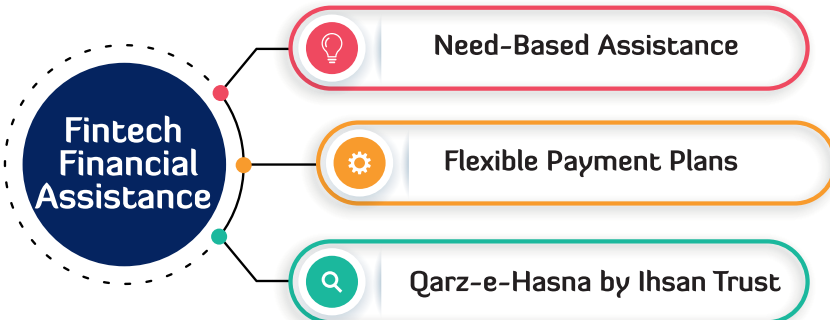 Fintech
Financial
Assistance
Need-Based Assistance
Flexible Payment Plans
Qarz-e-Hasna by Ihsan Trust